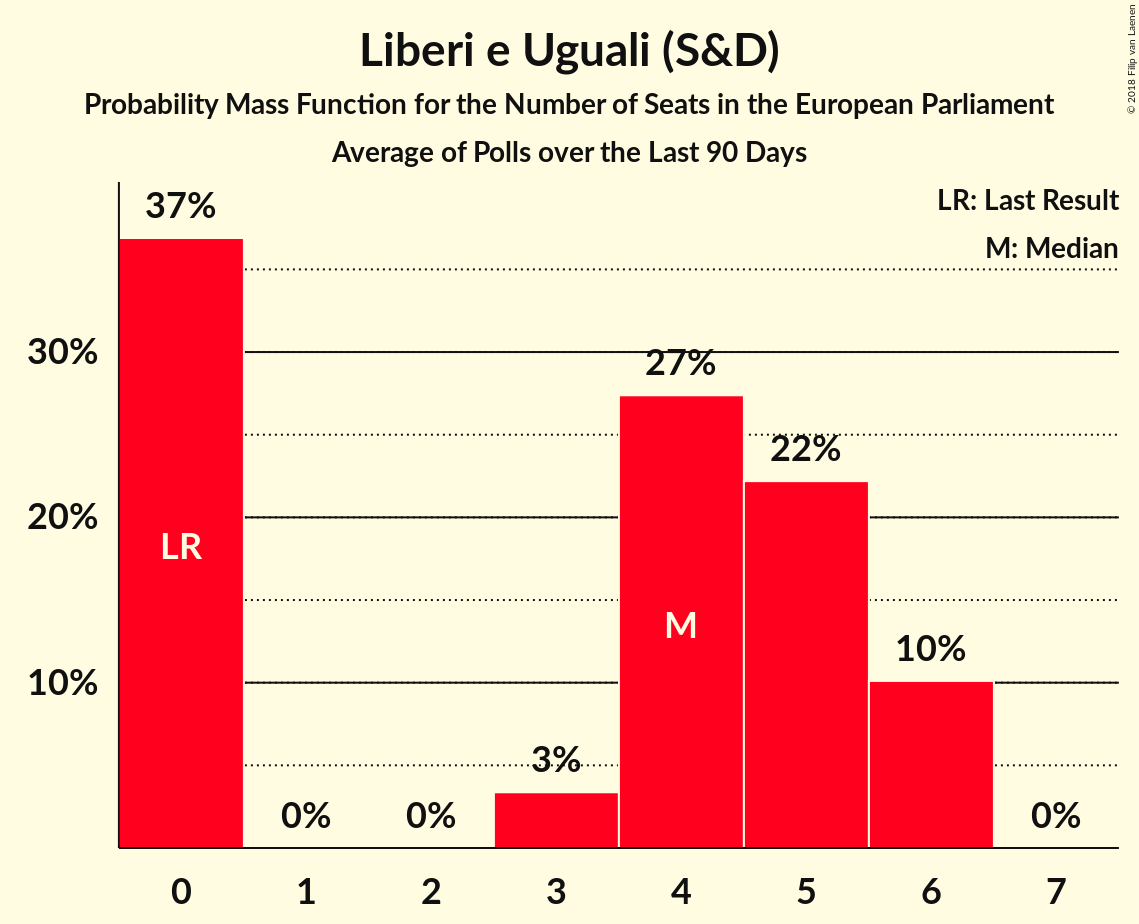 Liberi e Uguali (S&D)
Probability Mass Function for the Number of Seats in the European Parliament
Average of Polls over the Last 90 Days
© 2018 Filip van Laenen
LR: Last Result
M: Median
37%
30%
27%
22%
20%
LR
M
10%
10%
3%
0%
0%
0%
0 1 2 3 4 5 6 7